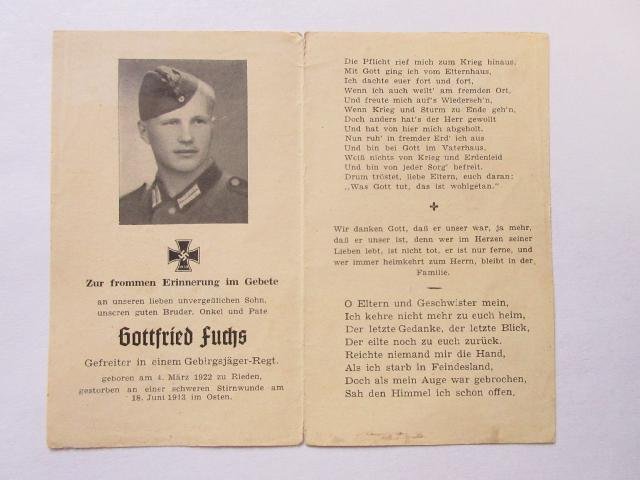 Zur frommen Erinnerung im Gebete
an unseren lieben unvergeßlichen Sohn,
unseren guten Bruder, Onkel und Pate
Gottfried Fuchs
Gefreiter in einem Gebirgsjäger-Regt.
geboren am 4. März 1922 zu Rieden,
gestorben an einer schweren Stirnwunde am
18. Juni 1943 im Osten.
Die Pflicht rief mich zum Krieg hinaus,
Mit Gott ging ich vom Elternhaus,
Ich dachte euer fort und fort,
Wenn ich auch weilt' am fremden Ort,
Und freute mich auf's Wiederseh'n,
Wenn Krieg und Sturm zu Ende geh'n,
Doch anders hat's der Herr gewollt
Und hat von hier mich abgeholt.
Nun ruh' in fremder Erd' ich aus
Und bin bei Gott im Vaterhaus,
Weiß nichts von Krieg und Erdenleid
Und bin von jeder Sorg' befreit.
Drum tröstet, liebe Eltern, euch daran:
„Was Gott tut, das ist wohlgetan.”
Wir danken Gott, daß er unser war, ja mehr,
daß er unser ist, denn wer im Herzen seiner
Lieben lebt, ist nicht tot, er ist nur ferne, und
wer immer heimkehrt zum Herrn, bleibt in der
Familie.
O Eltern und Geschwister mein,
Ich kehre nicht mehr zu euch heim,
Der letzte Gedanke, der letzte Blick,
Der eilte noch zu euch zurück.
Reichte niemand mir die Hand,
Als ich starb in Feindesland,
Doch als mein Auge war gebrochen,
Sah den Himmel ich schon offen.